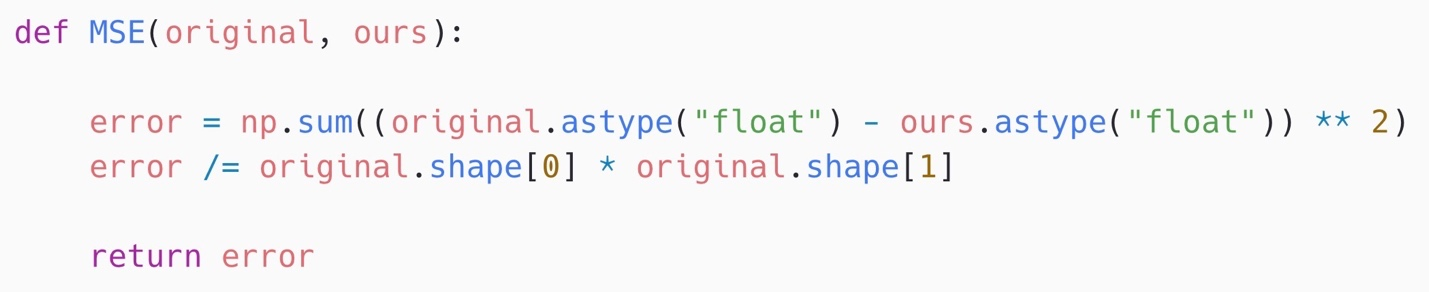 def MSE(original, ours):
    error = np.sum((original.astype("float") - ours.astype("float")) ** 2)
    error /= original.shape[0] * original.shape[1]
    return error